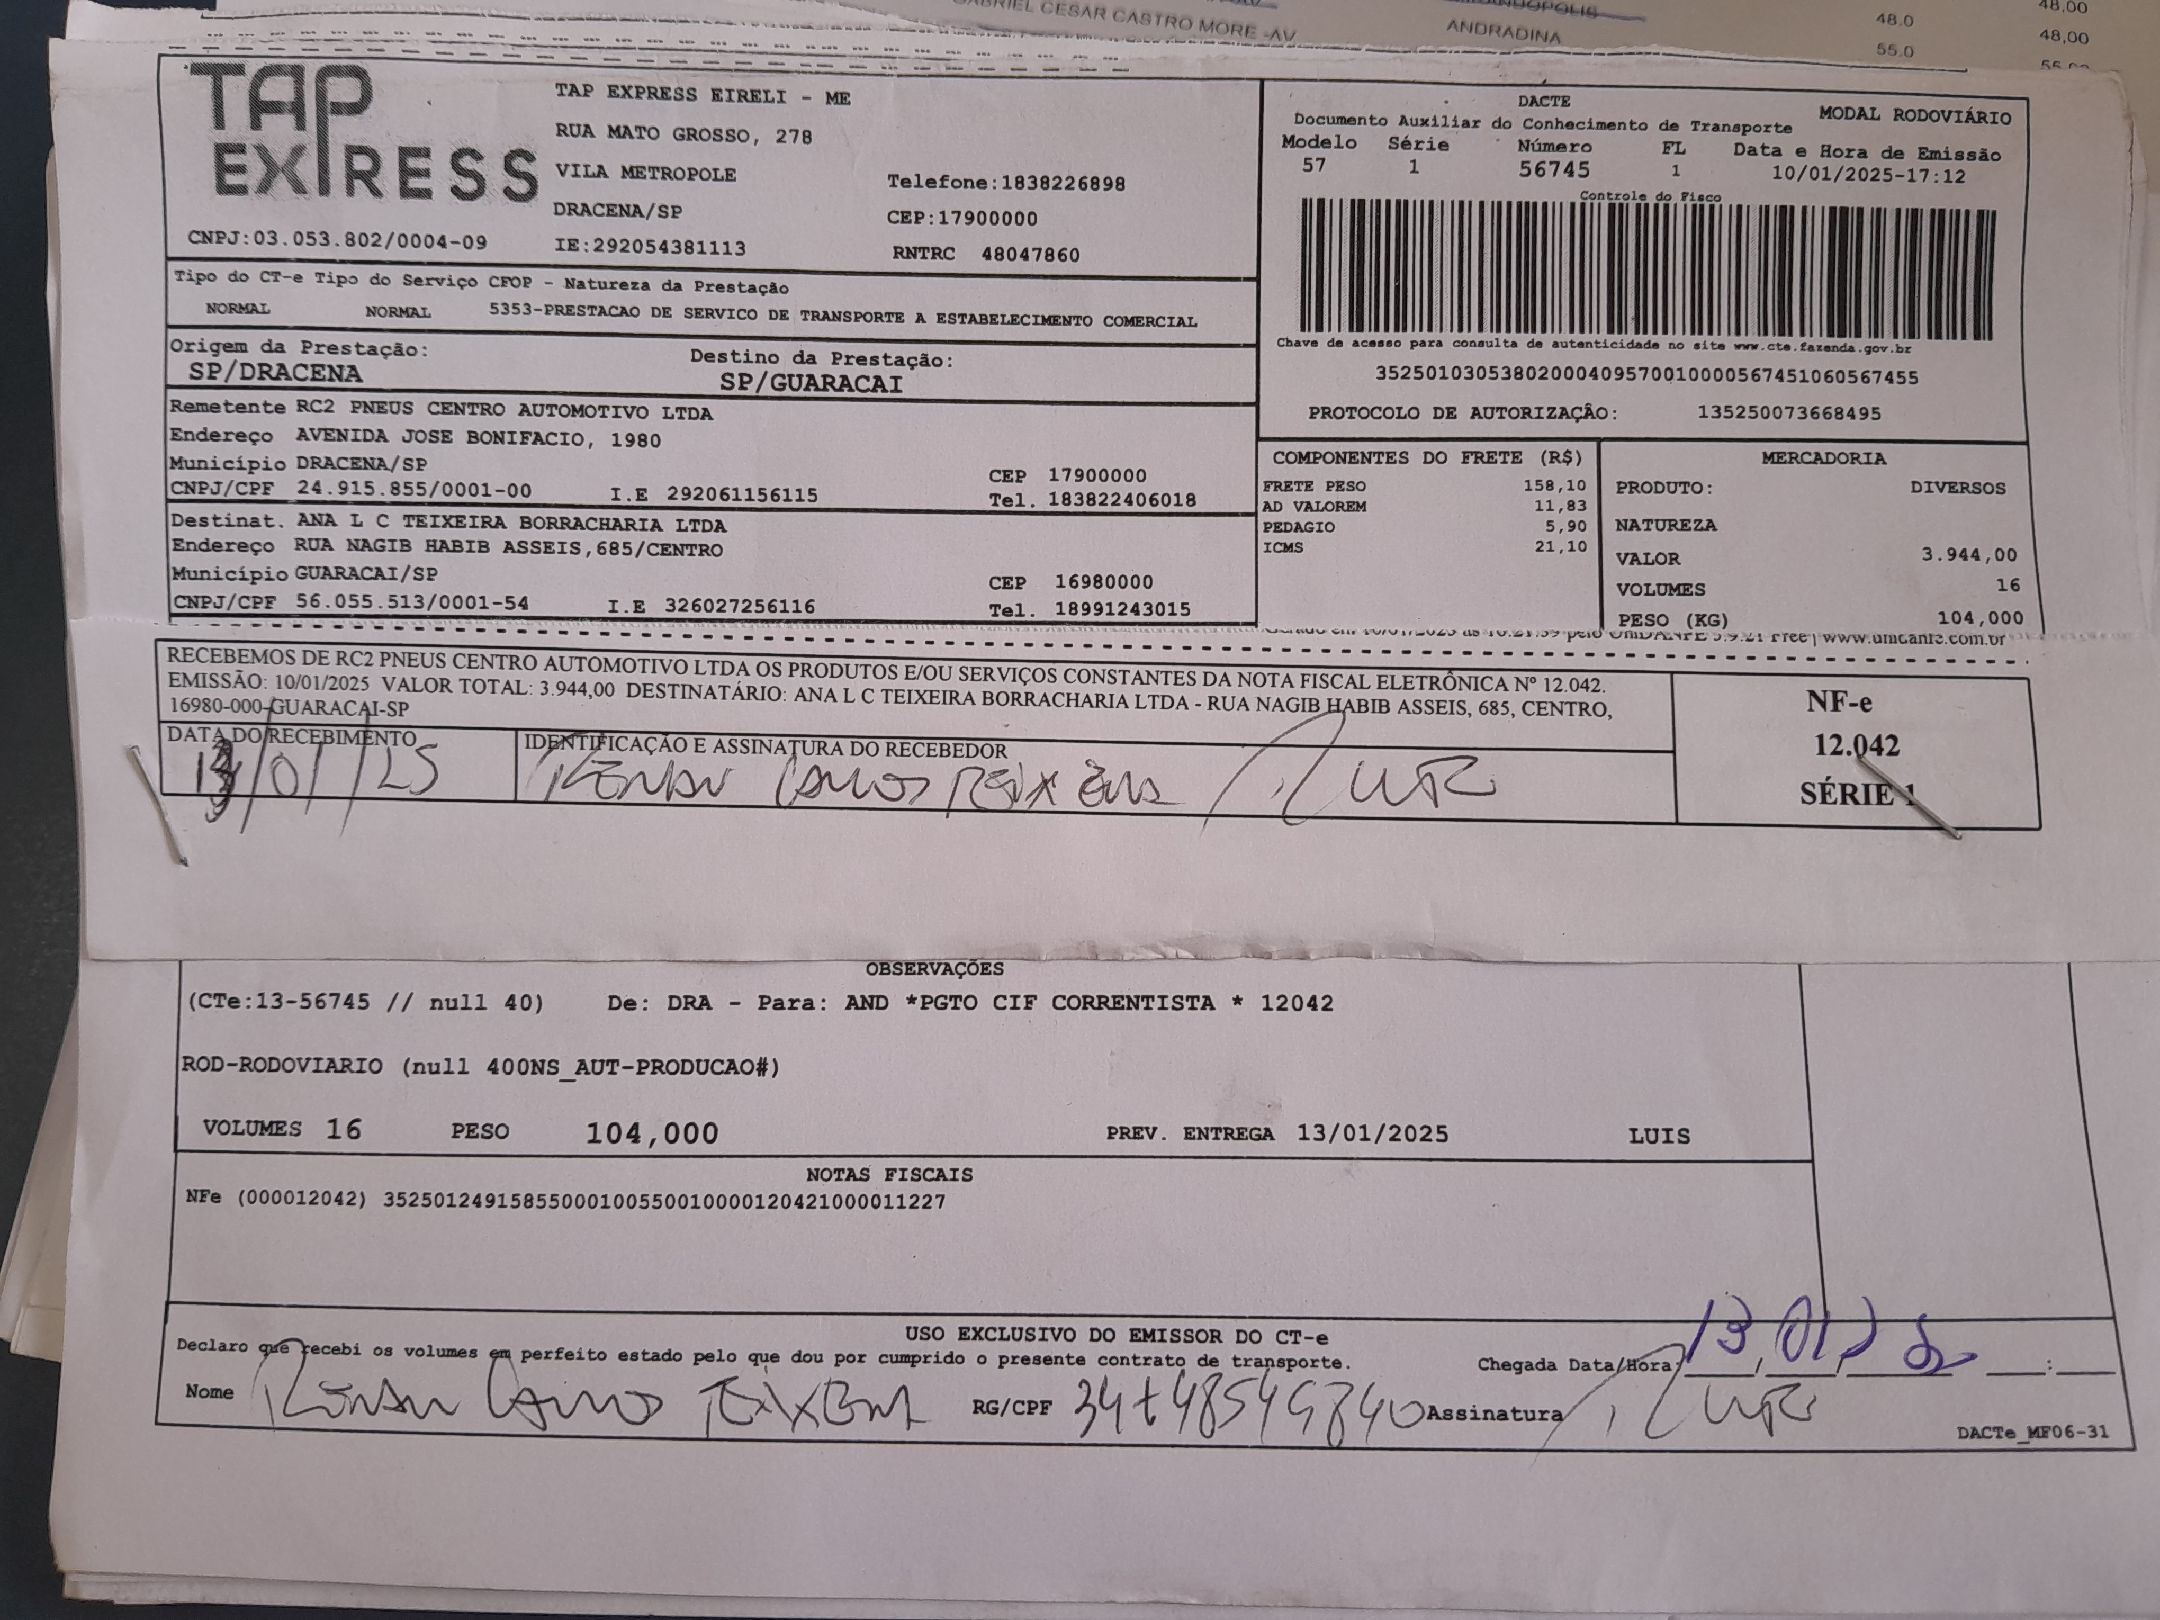 GABRIEL CESAR CASTRO MORE -AV
ANDRADINA
48.0
48,00
55.0
48,00
TAP EXPRESS
TAP EXPRESS EIRELI - ME
RUA MATO GROSSO, 278
VILA METROPOLE
Telefone:1838226898
DRACENA/SP
CEP:17900000
CNPJ:03.053.802/0004-09
IE:292054381113
RNTRC 48047860
DACTE
MODAL RODOVIÁRIO
Documento Auxiliar do Conhecimento de Transporte
Modelo Série Número FL Data e Hora de Emissão
57 1 56745 1 10/01/2025-17:12
Controle do Fisco
Chave de acesso para consulta de autenticidade no site www.cte.fazenda.gov.br
35250103053802000409570010000567451060567455
PROTOCOLO DE AUTORIZAÇÃO: 135250073668495
Tipo do CT-e Tipo do Serviço CFOP - Natureza da Prestação
NORMAL NORMAL 5353-PRESTACAO DE SERVICO DE TRANSPORTE A ESTABELECIMENTO COMERCIAL
Origem da Prestação: Destino da Prestação:
SP/DRACENA SP/GUARACAI
Remetente RC2 PNEUS CENTRO AUTOMOTIVO LTDA
Endereço AVENIDA JOSE BONIFACIO, 1980
Município DRACENA/SP CEP 17900000
CNPJ/CPF 24.915.855/0001-00 I.E 292061156115 Tel. 183822406018
Destinat. ANA L C TEIXEIRA BORRACHARIA LTDA
Endereço RUA NAGIB HABIB ASSEIS,685/CENTRO
Município GUARACAI/SP CEP 16980000
CNPJ/CPF 56.055.513/0001-54 I.E 326027256116 Tel. 18991243015
COMPONENTES DO FRETE (R$)
FRETE PESO 158,10
AD VALOREM 11,83
PEDAGIO 5,90
ICMS 21,10
MERCADORIA
PRODUTO: DIVERSOS
NATUREZA
VALOR 3.944,00
VOLUMES 16
PESO (KG) 104,000
RECEBEMOS DE RC2 PNEUS CENTRO AUTOMOTIVO LTDA OS PRODUTOS E/OU SERVIÇOS CONSTANTES DA NOTA FISCAL ELETRÔNICA Nº 12.042.
EMISSÃO: 10/01/2025 VALOR TOTAL: 3.944,00 DESTINATÁRIO: ANA L C TEIXEIRA BORRACHARIA LTDA - RUA NAGIB HABIB ASSEIS, 685, CENTRO,
16980-000-GUARACAI-SP
DATA DO RECEBIMENTO
13/01/25
IDENTIFICAÇÃO E ASSINATURA DO RECEBEDOR
NF-e
12.042
SÉRIE 1
OBSERVAÇÕES
(CTe:13-56745 // null 40) De: DRA - Para: AND *PGTO CIF CORRENTISTA * 12042
ROD-RODOVIARIO (null 400NS_AUT-PRODUCAO#)
VOLUMES 16 PESO 104,000 PREV. ENTREGA 13/01/2025 LUIS
NOTAS FISCAIS
NFe (000012042) 35250124915855000100550010000120421000011227
USO EXCLUSIVO DO EMISSOR DO CT-e
Declaro que recebi os volumes em perfeito estado pelo que dou por cumprido o presente contrato de transporte.
Chegada Data/Hora: 13, 01,
Nome
RG/CPF
Assinatura
DACTe_MF06-31